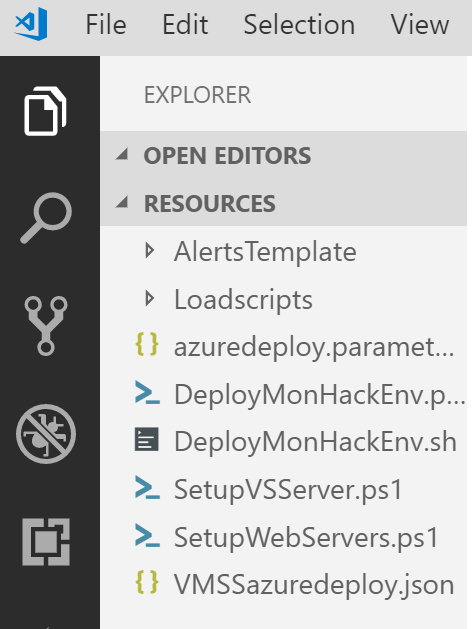 File Edit Selection View
EXPLORER
OPEN EDITORS
RESOURCES
AlertsTemplate
Loadscripts
azuredeploy.paramet...
DeployMonHackEnv.p...
DeployMonHackEnv.sh
SetupVSServer.ps1
SetupWebServers.ps1
VMSSazuredeploy.json